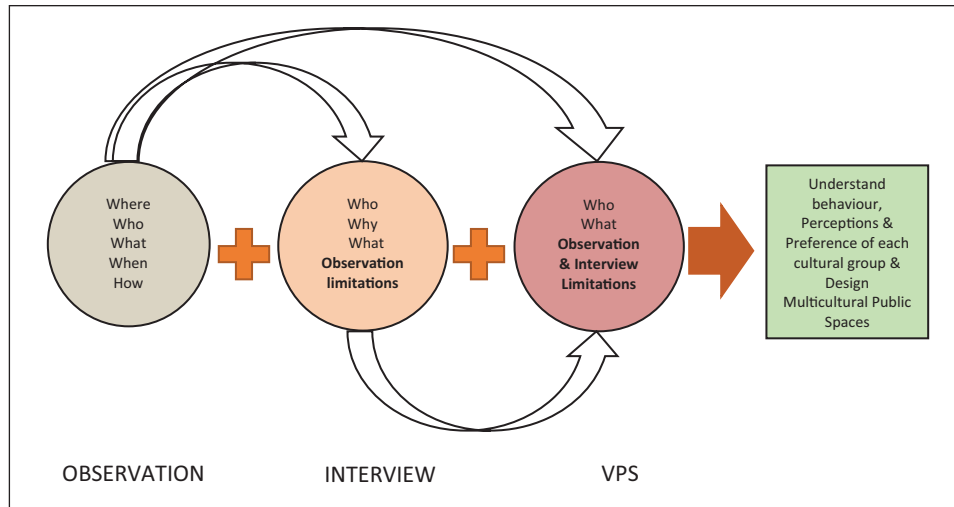 Where
Who
What
When
How
Who
Why
What
Observation
limitations
Who
What
Observation
& Interview
Limitations
Understand
behaviour,
Perceptions &
Preference of each
cultural group &
Design
Multicultural Public
Spaces
OBSERVATION
INTERVIEW
VPS